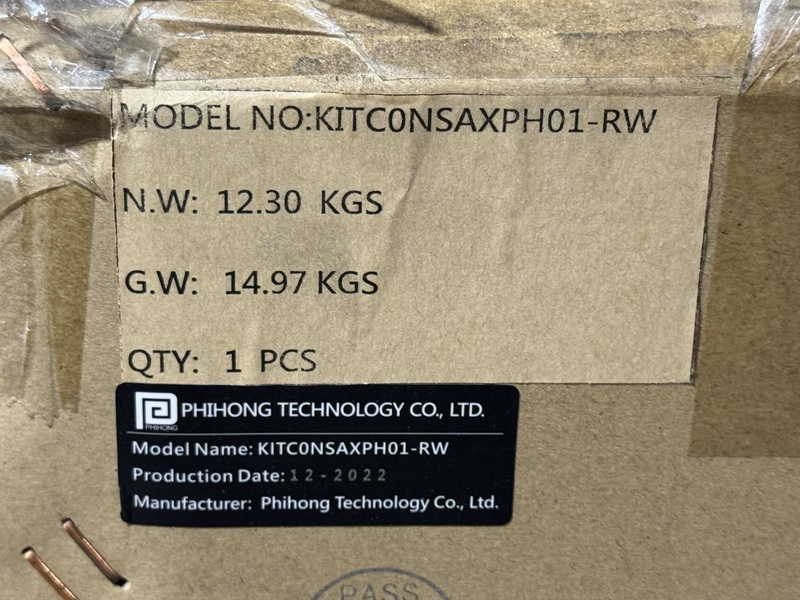 MODEL NO:KITC0NSAXPH01-RW
N.W: 12.30 KGS
G.W: 14.97 KGS
QTY: 1 PCS
PHIHONG
PHIHONG TECHNOLOGY CO., LTD.
Model Name: KITC0NSAXPH01-RW
Production Date: 12-2022
Manufacturer: Phihong Technology Co., Ltd.
PASS